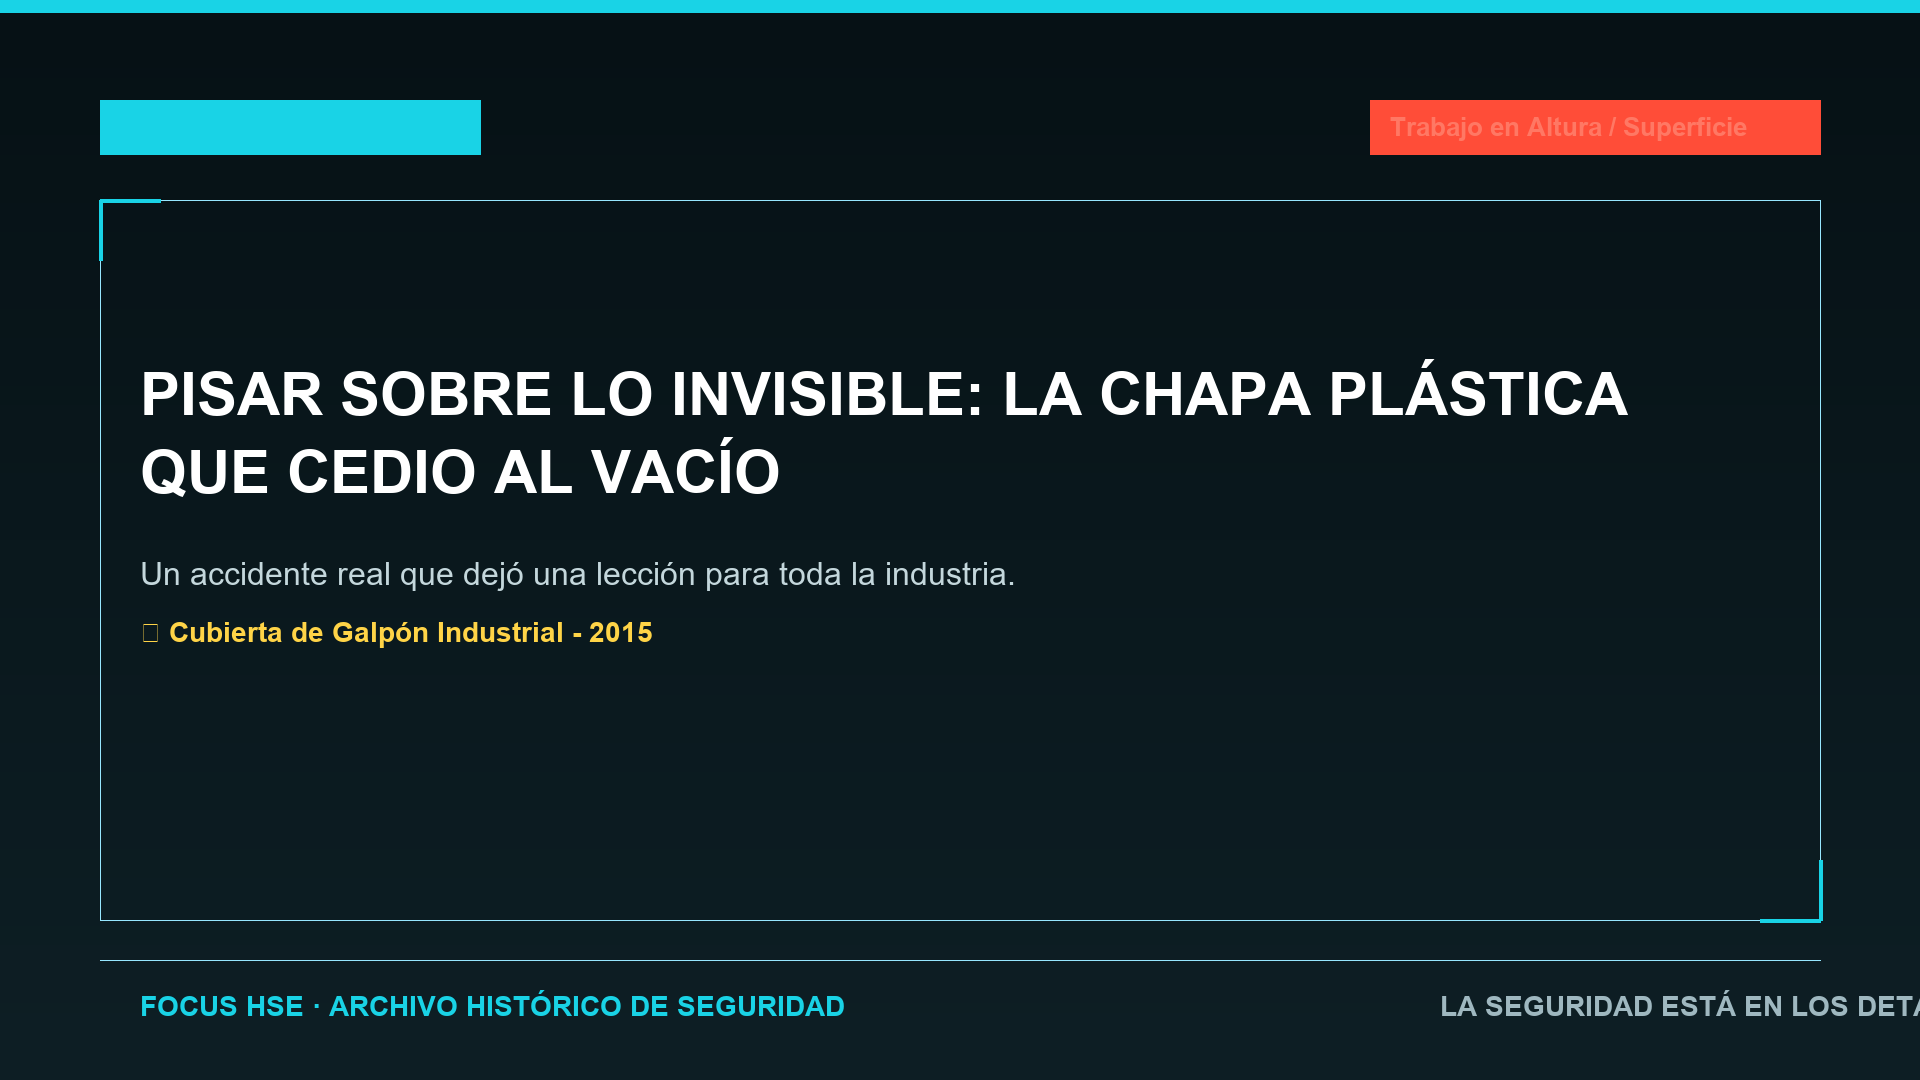 Trabajo en Altura / Superficie
PISAR SOBRE LO INVISIBLE: LA CHAPA PLÁSTICA
QUE CEDIO AL VACÍO
Un accidente real que dejó una lección para toda la industria.
Cubierta de Galpón Industrial - 2015
FOCUS HSE · ARCHIVO HISTÓRICO DE SEGURIDAD
LA SEGURIDAD ESTÁ EN LOS